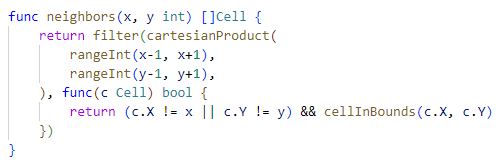 func neighbors(x, y int) []Cell {
    return filter(cartesianProduct(
        rangeInt(x-1, x+1),
        rangeInt(y-1, y+1),
    ), func(c Cell) bool {
        return (c.X != x || c.Y != y) && cellInBounds(c.X, c.Y)
    })
}